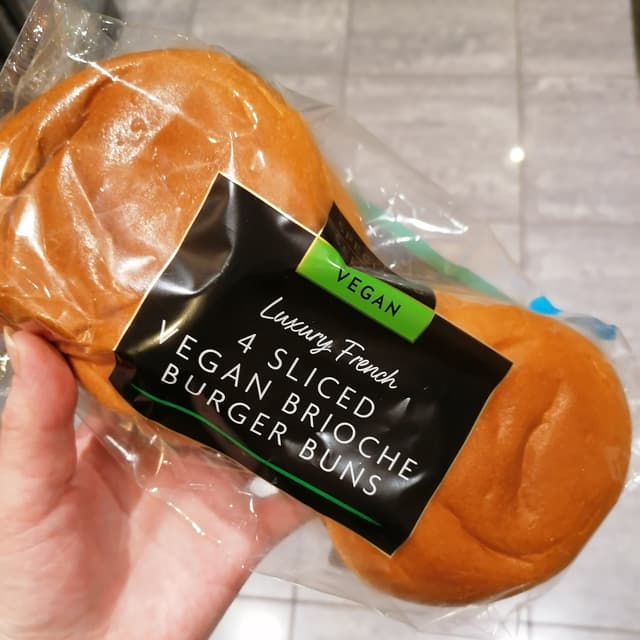 VEGAN
Luxury French
4 SLICED
VEGAN BRIOCHE
BURGER BUNS